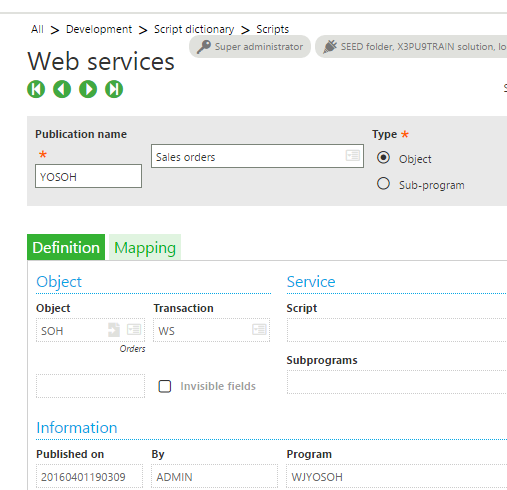 All > Development > Script dictionary > Scripts
Super administrator
SEED folder, X3PU9TRAIN solution, lo
Web services
Publication name
Type *
*
Sales orders
Object
YOSOH
Sub-program
Definition
Mapping
Object
Service
Object
Transaction
Script
SOH
WS
Orders
Subprograms
Invisible fields
Information
Published on
By
Program
20160401190309
ADMIN
WJYOSOH